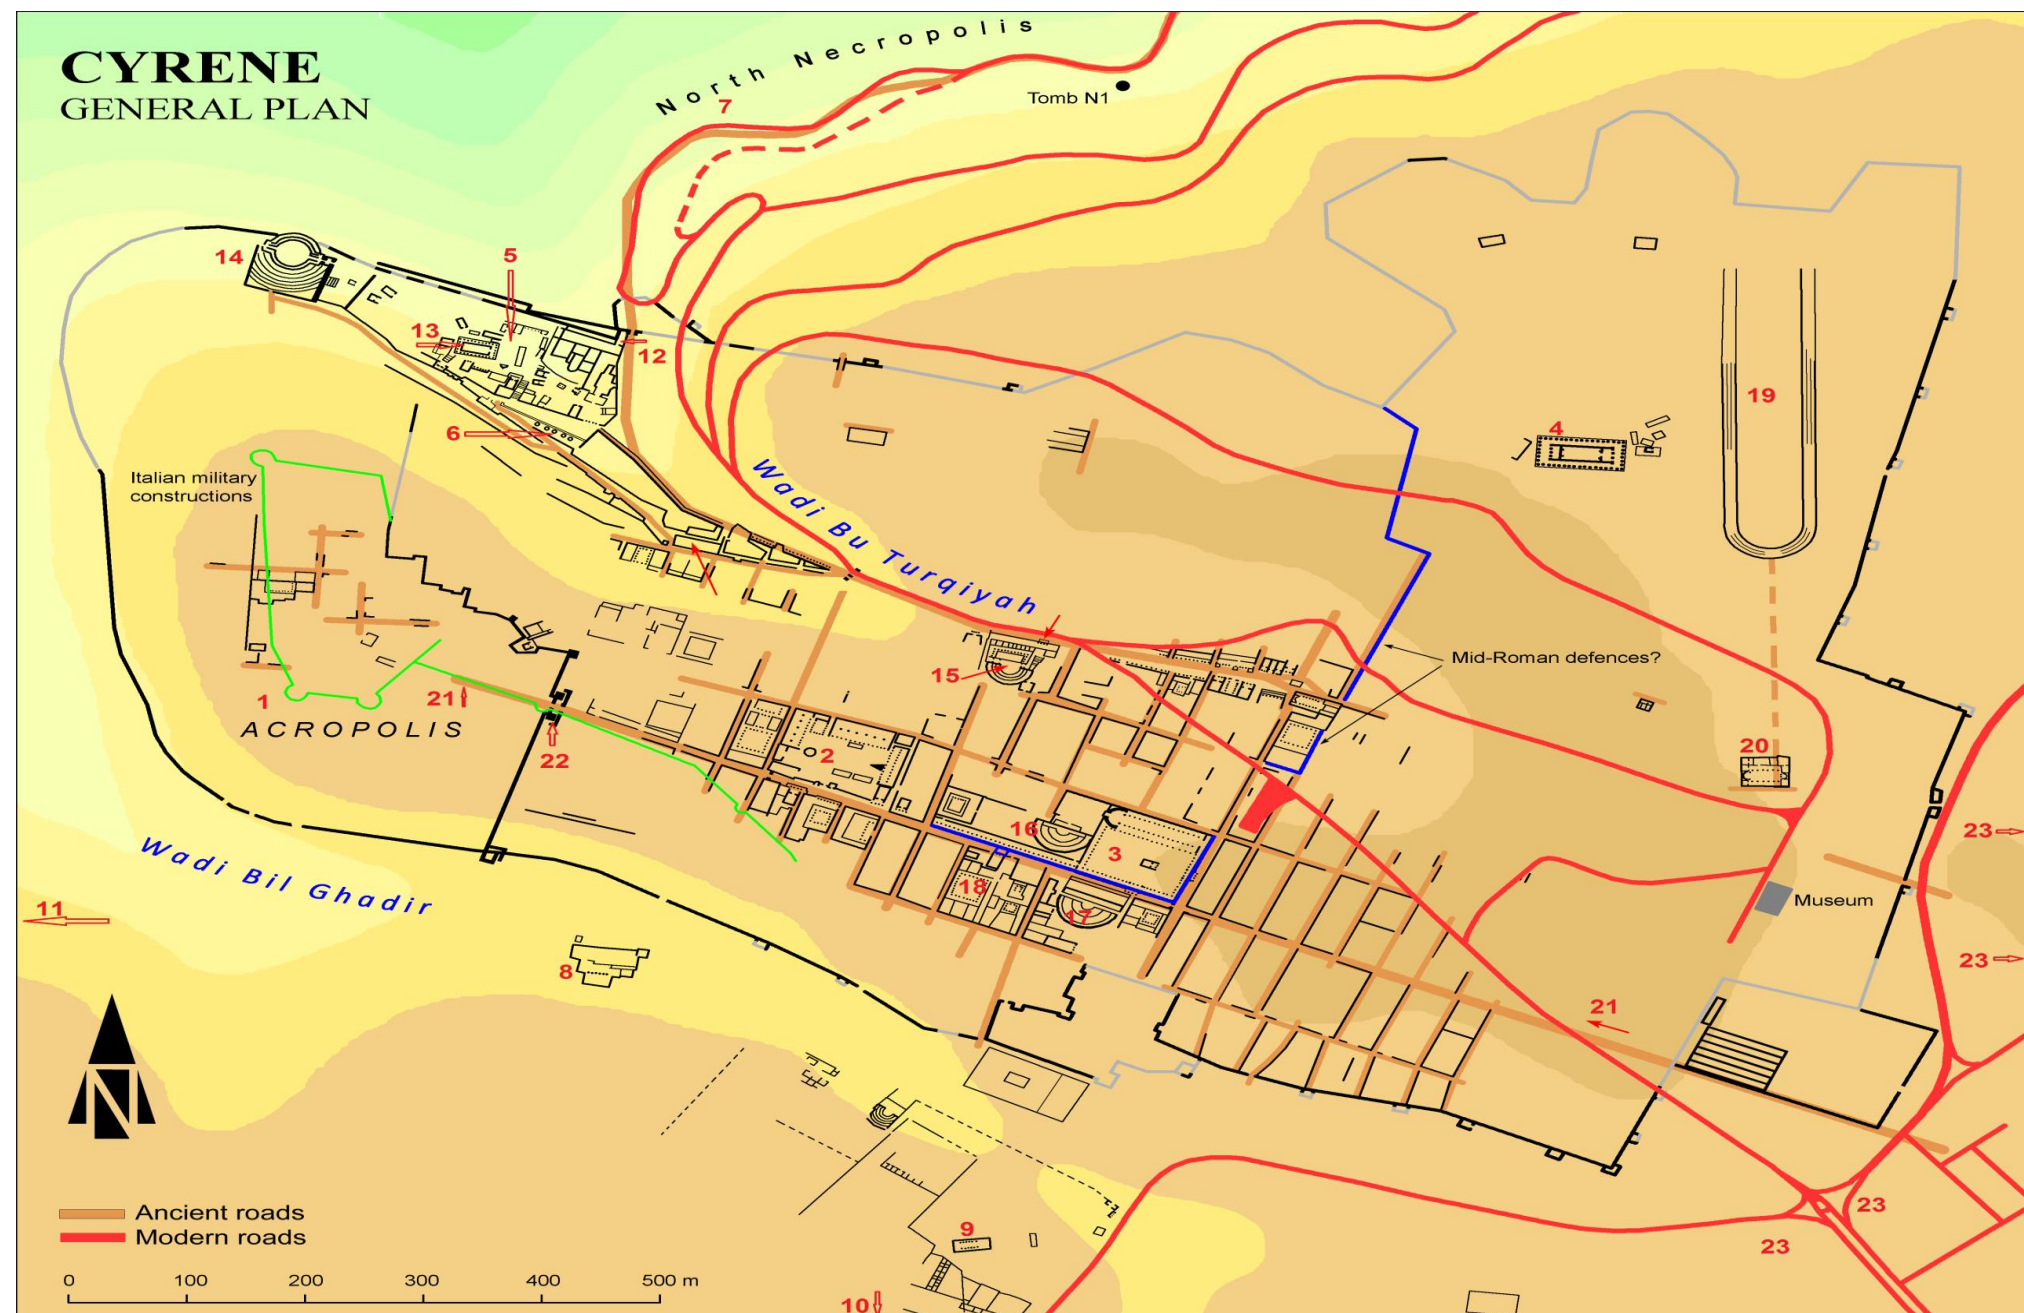 CYRENE
GENERAL PLAN
North Necropolis
7
Tomb N1
14
5
13
12
6
19
4
Italian military
constructions
Wadi Bu Turqiyah
Mid-Roman defences?
15
1
21
ACROPOLIS
22
2
20
16
3
23
Wadi Bil Ghadir
18
17
11
Museum
8
23
21
N
9
23
23
10
Ancient roads
Modern roads
0 100 200 300 400 500 m